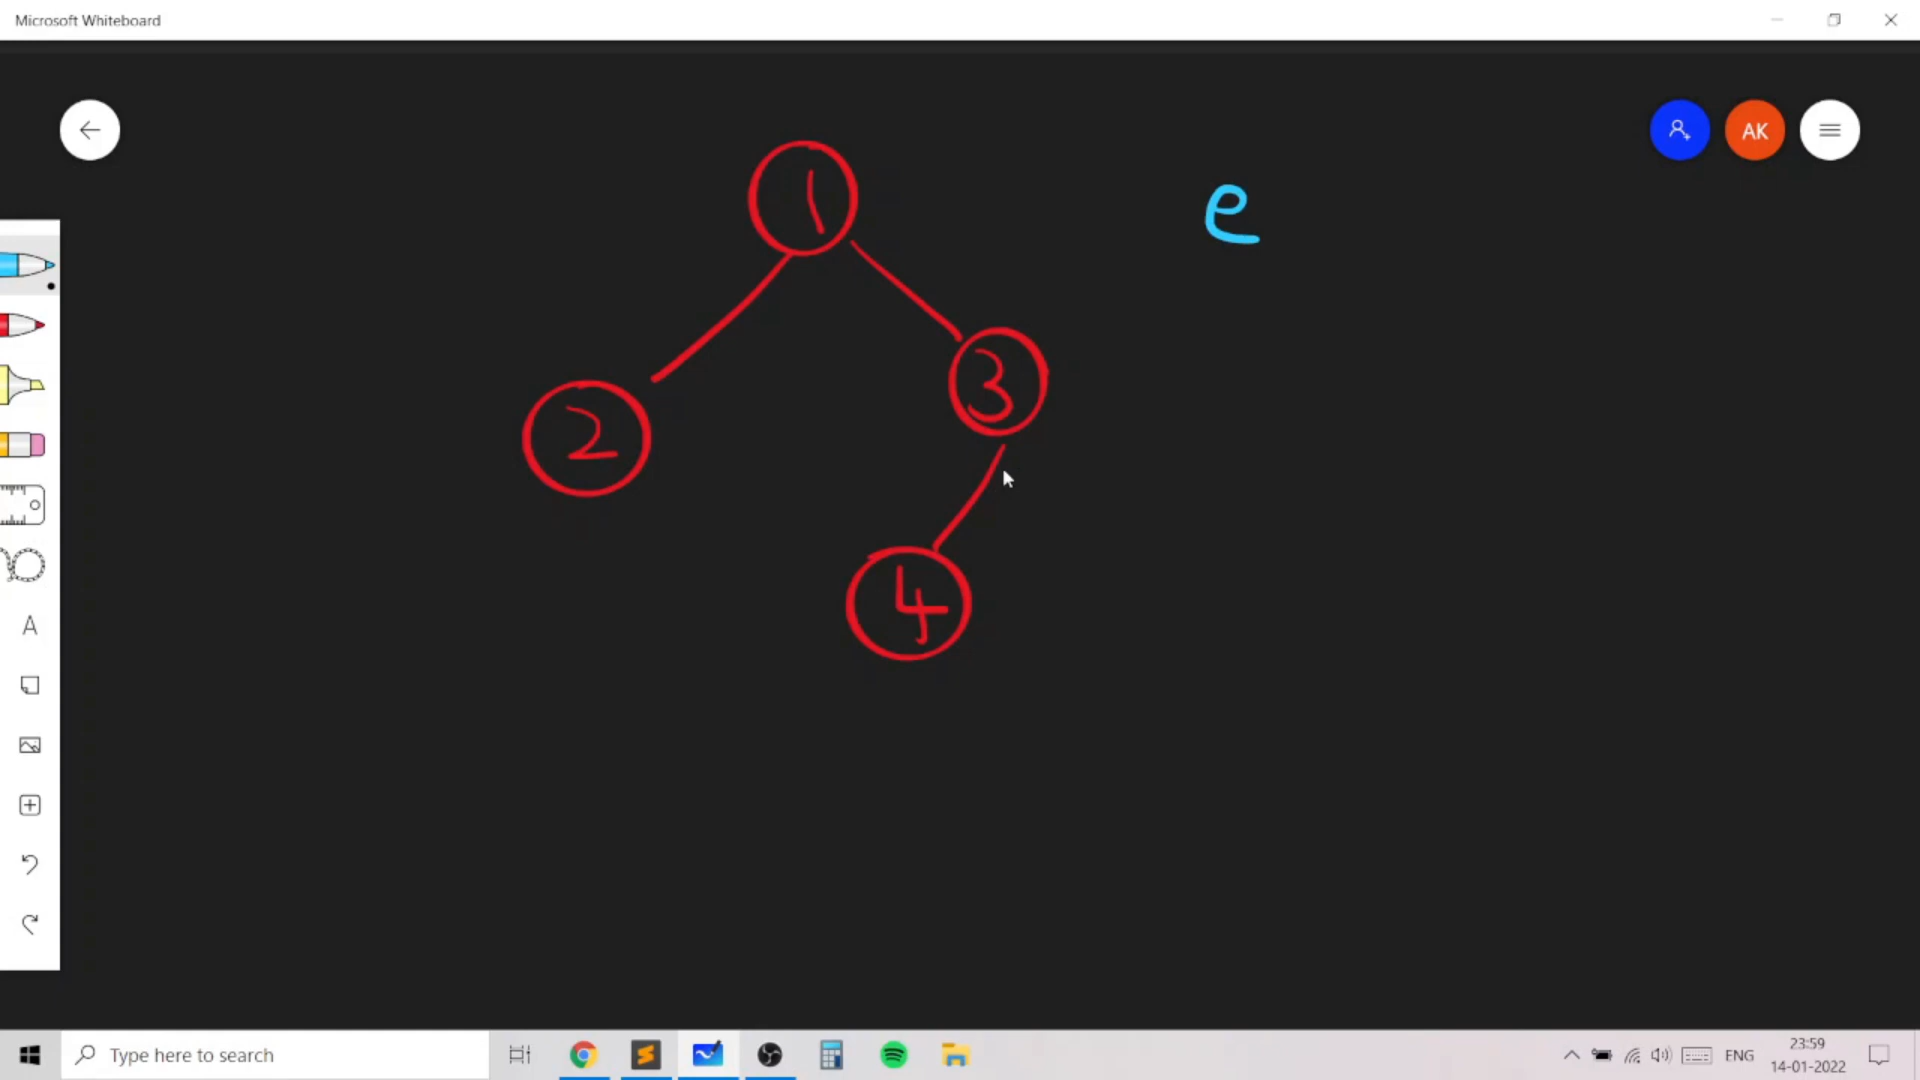 Microsoft Whiteboard
AK
1
e
3
2
4
A
Type here to search
ENG
23:59
14-01-2022